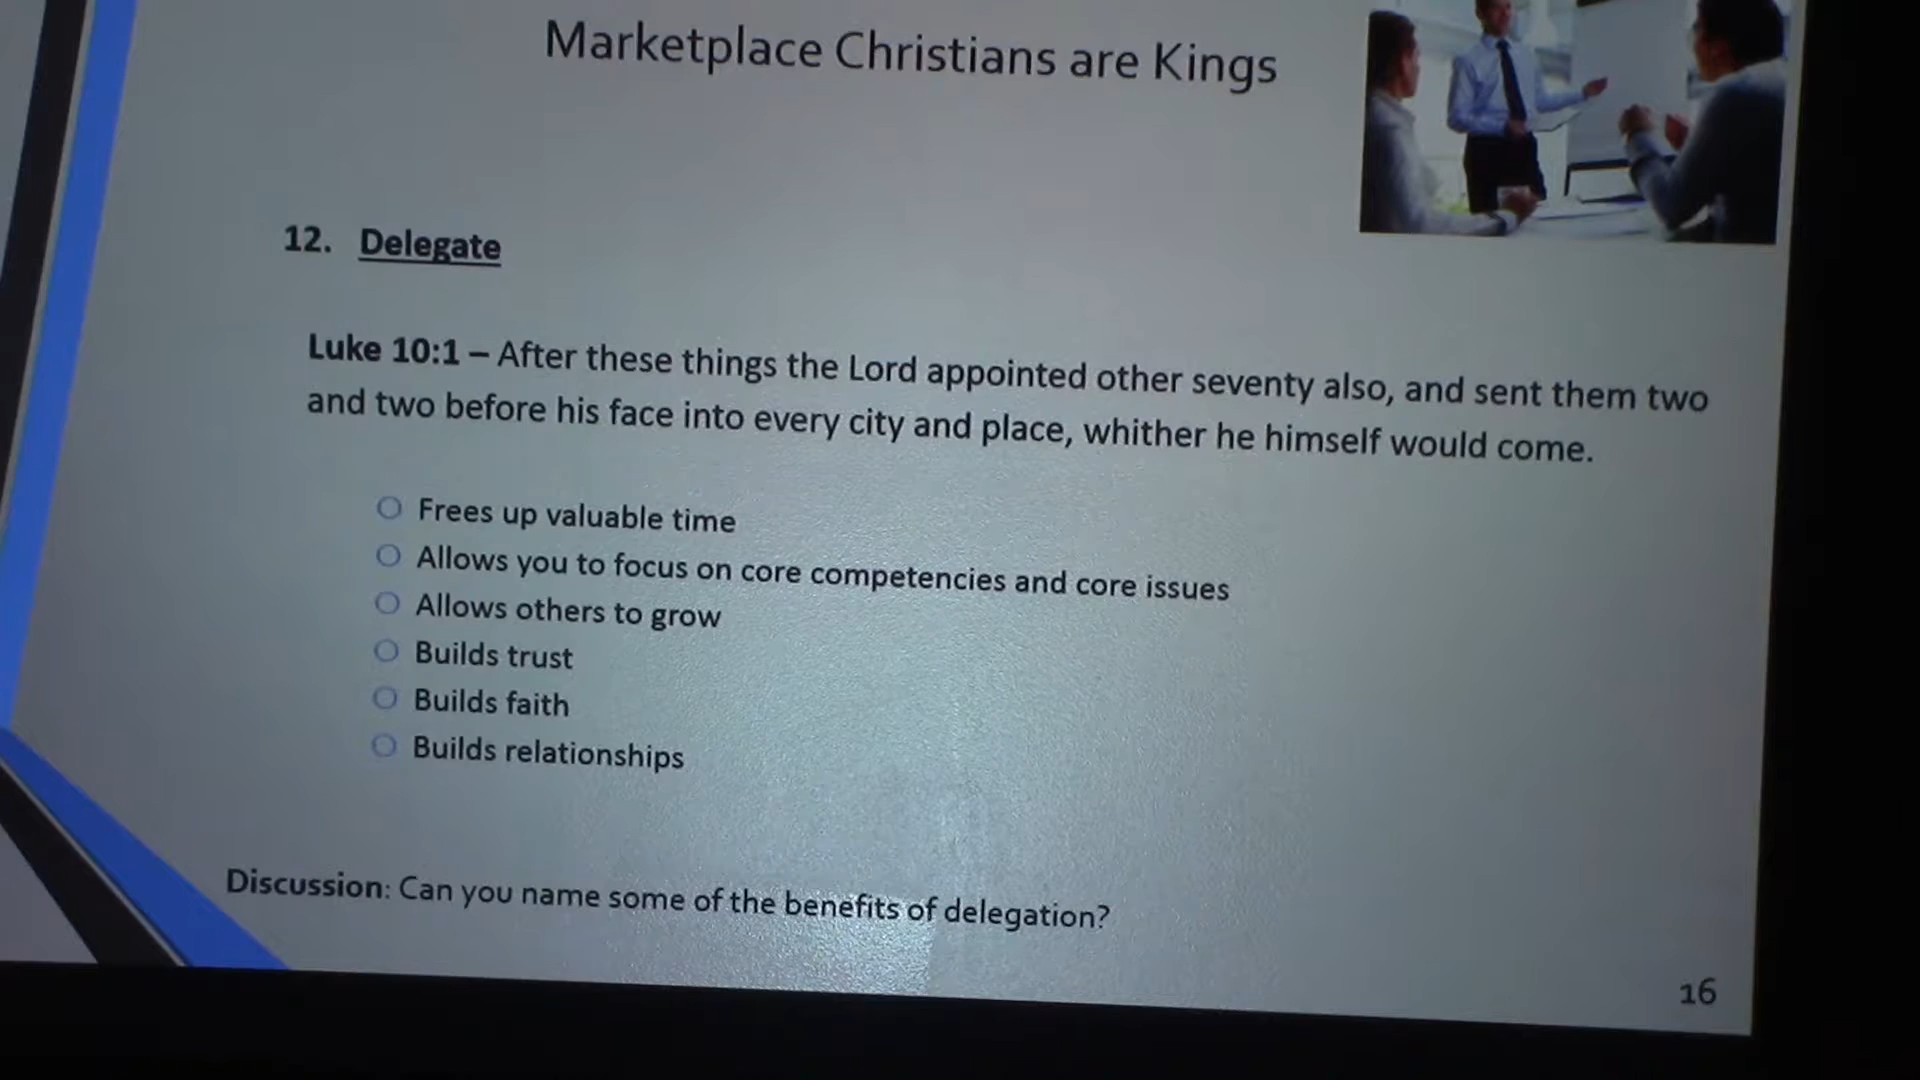 Marketplace Christians are Kings
12. Delegate
Luke 10:1 – After these things the Lord appointed other seventy also, and sent them two
and two before his face into every city and place, whither he himself would come.
Frees up valuable time
Allows you to focus on core competencies and core issues
Allows others to grow
Builds trust
Builds faith
Builds relationships
Discussion: Can you name some of the benefits of delegation?
16